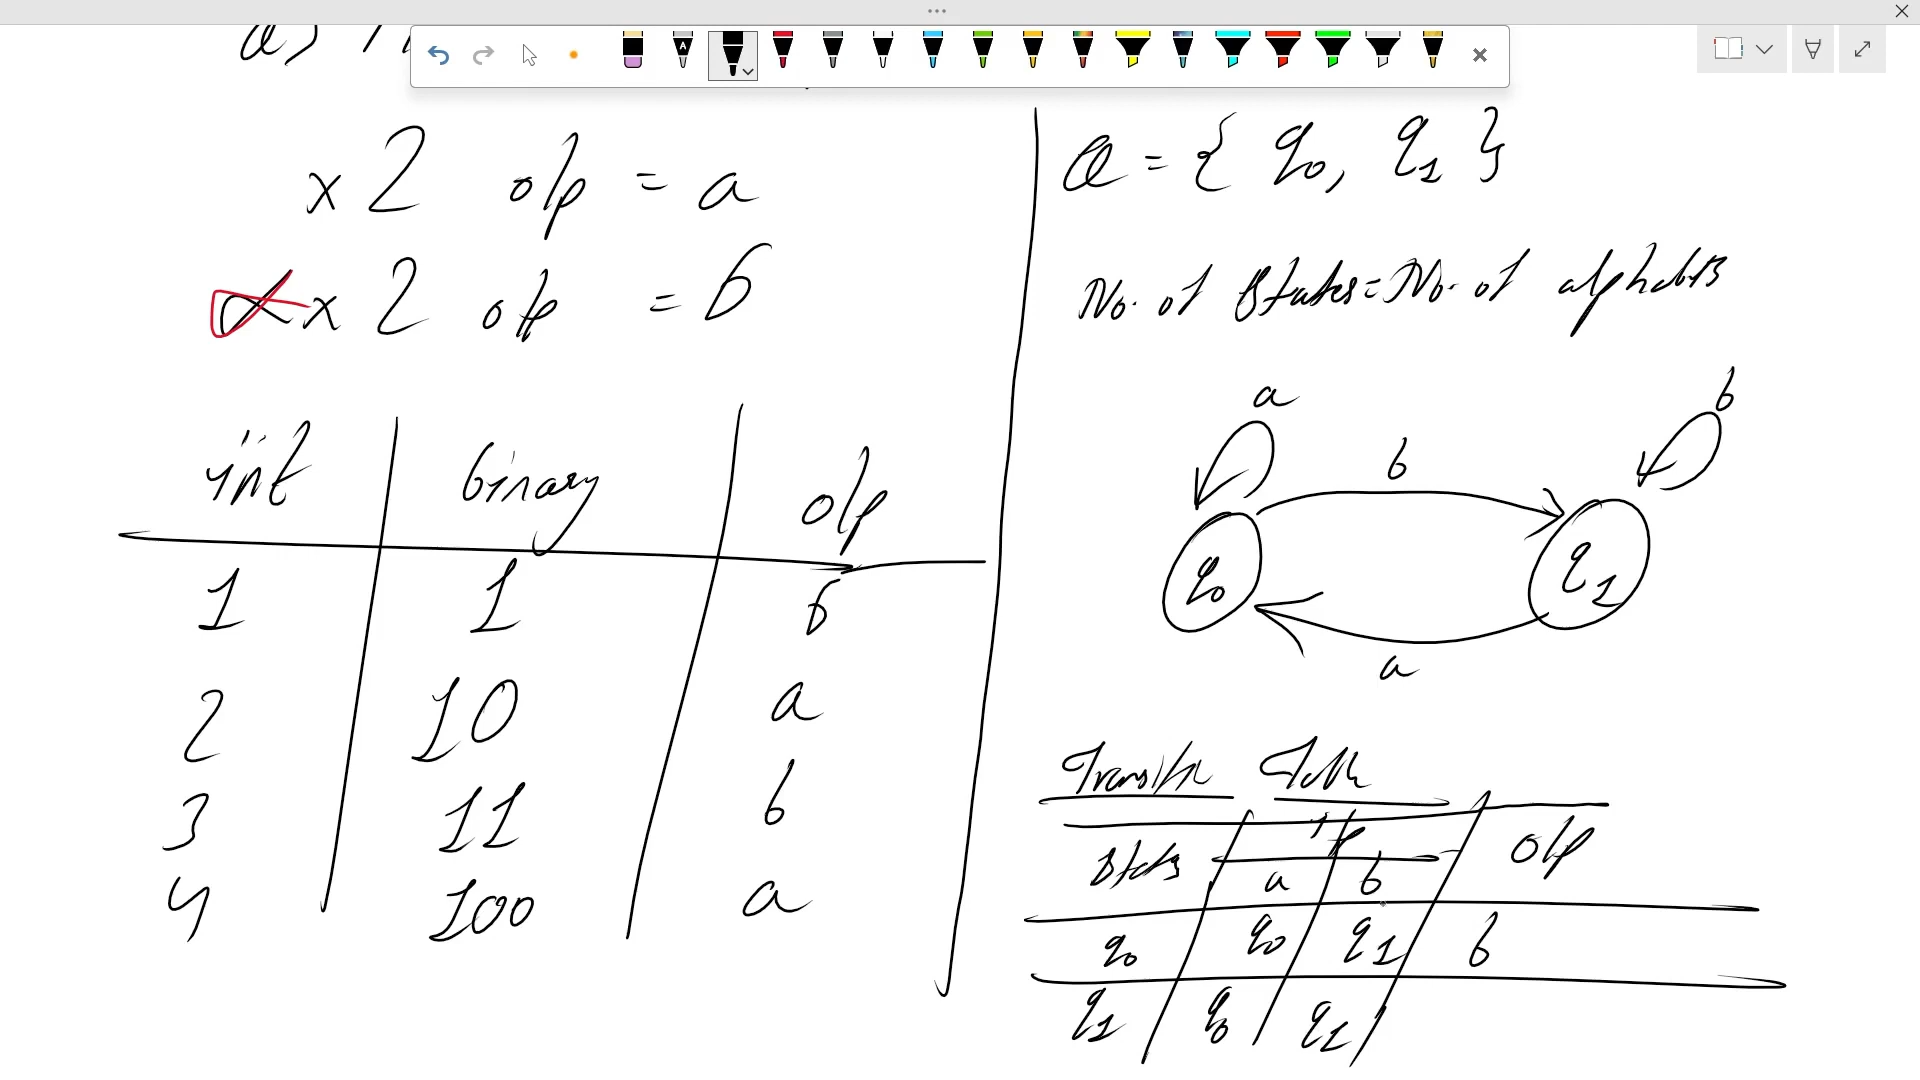 a)
x 2 o/p = a
x 2 o/p = b
int binary o/p
1 1 b
2 10 a
3 11 b
4 100 a
Q = { q0, q1 }
No. of States = No. of alphabets
a b
b
q0 q1
a
Transition Table
States I/p o/p
a b
q0 q0 q1 b
q1 q0 q1